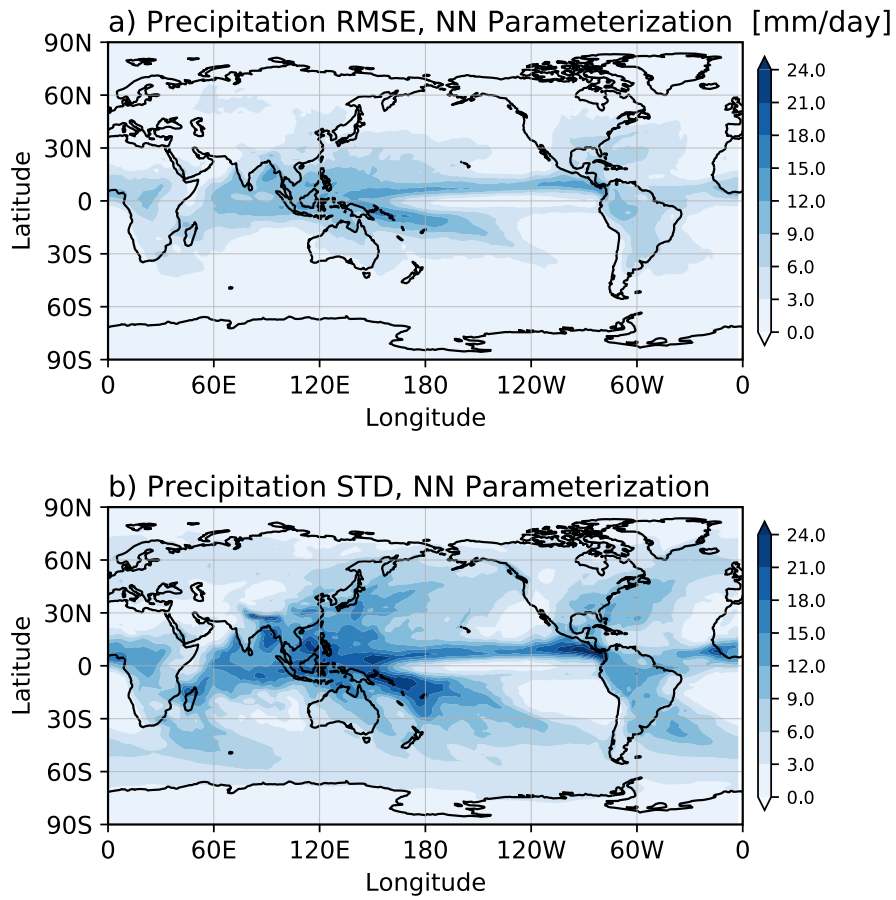 a) Precipitation RMSE, NN Parameterization [mm/day]
90N
60N
30N
0
30S
60S
90S
Latitude
0 60E 120E 180 120W 60W 0
Longitude
24.0
21.0
18.0
15.0
12.0
9.0
6.0
3.0
0.0
b) Precipitation STD, NN Parameterization
90N
60N
30N
0
30S
60S
90S
Latitude
0 60E 120E 180 120W 60W 0
Longitude
24.0
21.0
18.0
15.0
12.0
9.0
6.0
3.0
0.0